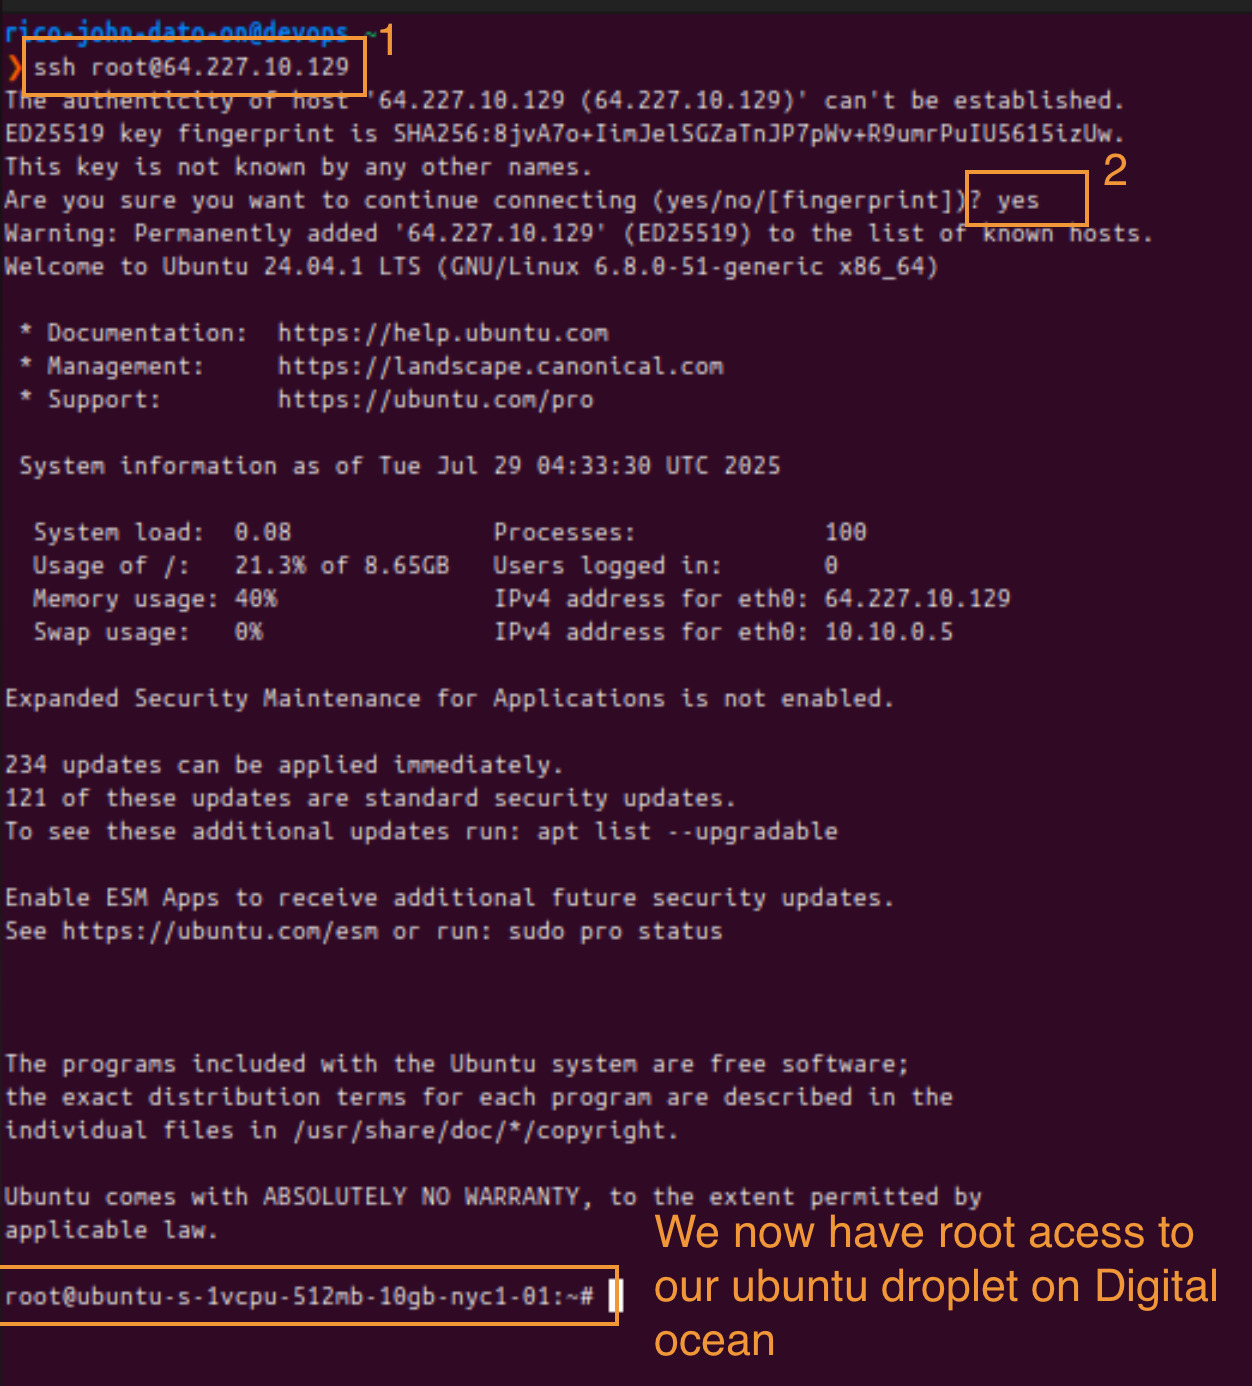 rico-john-dato-on@devops ~
1
❯ ssh root@64.227.10.129
The authenticity of host '64.227.10.129 (64.227.10.129)' can't be established.
ED25519 key fingerprint is SHA256:8jvA7o+IimJelSGZaTnJP7pWv+R9umrPuIU5615izUw.
This key is not known by any other names.
2
Are you sure you want to continue connecting (yes/no/[fingerprint])? yes
Warning: Permanently added '64.227.10.129' (ED25519) to the list of known hosts.
Welcome to Ubuntu 24.04.1 LTS (GNU/Linux 6.8.0-51-generic x86_64)
* Documentation: https://help.ubuntu.com
* Management: https://landscape.canonical.com
* Support: https://ubuntu.com/pro
System information as of Tue Jul 29 04:33:30 UTC 2025
System load: 0.08 Processes: 100
Usage of /: 21.3% of 8.65GB Users logged in: 0
Memory usage: 40% IPv4 address for eth0: 64.227.10.129
Swap usage: 0% IPv4 address for eth0: 10.10.0.5
Expanded Security Maintenance for Applications is not enabled.
234 updates can be applied immediately.
121 of these updates are standard security updates.
To see these additional updates run: apt list --upgradable
Enable ESM Apps to receive additional future security updates.
See https://ubuntu.com/esm or run: sudo pro status
The programs included with the Ubuntu system are free software;
the exact distribution terms for each program are described in the
individual files in /usr/share/doc/*/copyright.
Ubuntu comes with ABSOLUTELY NO WARRANTY, to the extent permitted by
applicable law.
root@ubuntu-s-1vcpu-512mb-10gb-nyc1-01:~#
We now have root acess to
our ubuntu droplet on Digital
ocean